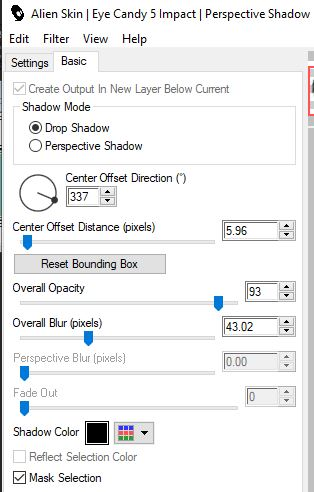 Alien Skin | Eye Candy 5 Impact | Perspective Shadow
Edit Filter View Help
Settings Basic
Create Output In New Layer Below Current
Shadow Mode
Drop Shadow
Perspective Shadow
Center Offset Direction (°)
337
Center Offset Distance (pixels) 5.96
Reset Bounding Box
Overall Opacity 93
Overall Blur (pixels) 43.02
Perspective Blur (pixels) 0.00
Fade Out 0
Shadow Color
Reflect Selection Color
Mask Selection